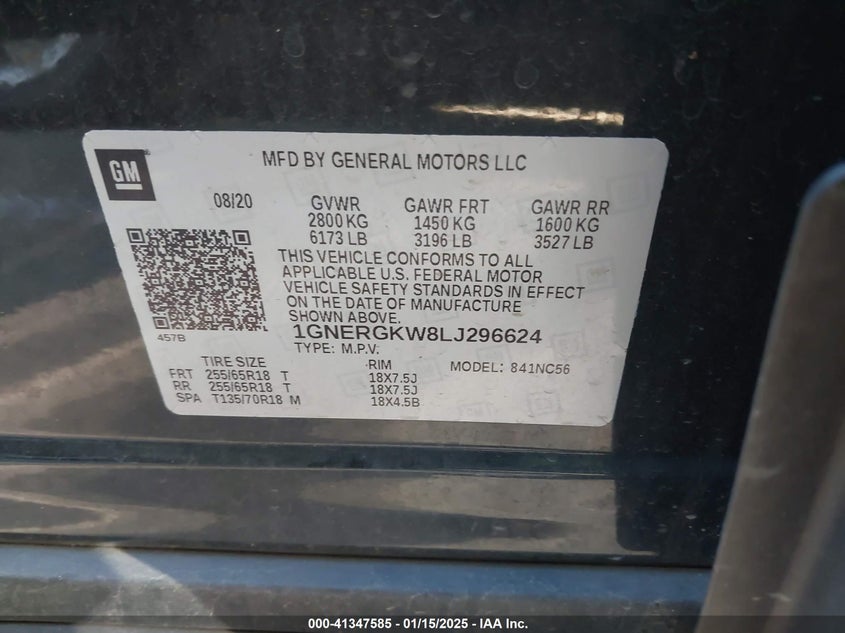 GM
MFD BY GENERAL MOTORS LLC
08/20 GVWR GAWR FRT GAWR RR
2800 KG 1450 KG 1600 KG
6173 LB 3196 LB 3527 LB
THIS VEHICLE CONFORMS TO ALL
APPLICABLE U.S. FEDERAL MOTOR
VEHICLE SAFETY STANDARDS IN EFFECT
ON THE DATE OF MANUFACTURE
SHOWN ABOVE.
457B
1GNERGKW8LJ296624
TYPE: M.P.V.
TIRE SIZE RIM MODEL: 841NC56
FRT 255/65R18 T 18X7.5J
RR 255/65R18 T 18X7.5J
SPA T135/70R18 M 18X4.5B
000-41347585 - 01/15/2025 - IAA Inc.